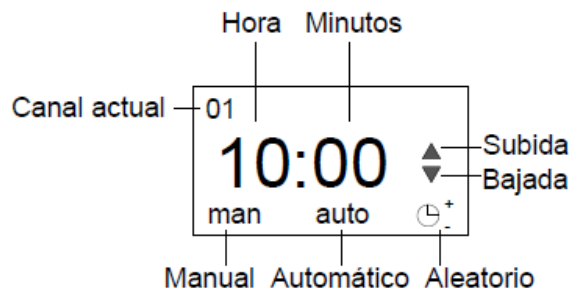 Hora Minutos
Canal actual 01
10:00
Subida
Bajada
man auto + -
Manual Automático Aleatorio